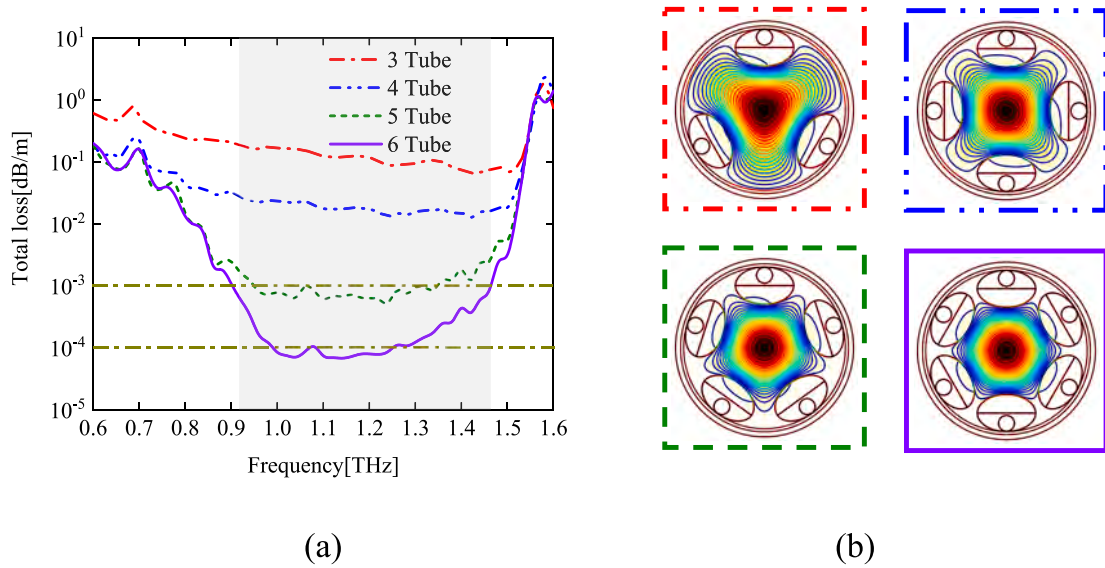 10^1
10^0
10^-1
10^-2
10^-3
10^-4
10^-5
Total loss[dB/m]
3 Tube
4 Tube
5 Tube
6 Tube
0.6 0.7 0.8 0.9 1.0 1.1 1.2 1.3 1.4 1.5 1.6
Frequency[THz]
(a)
(b)